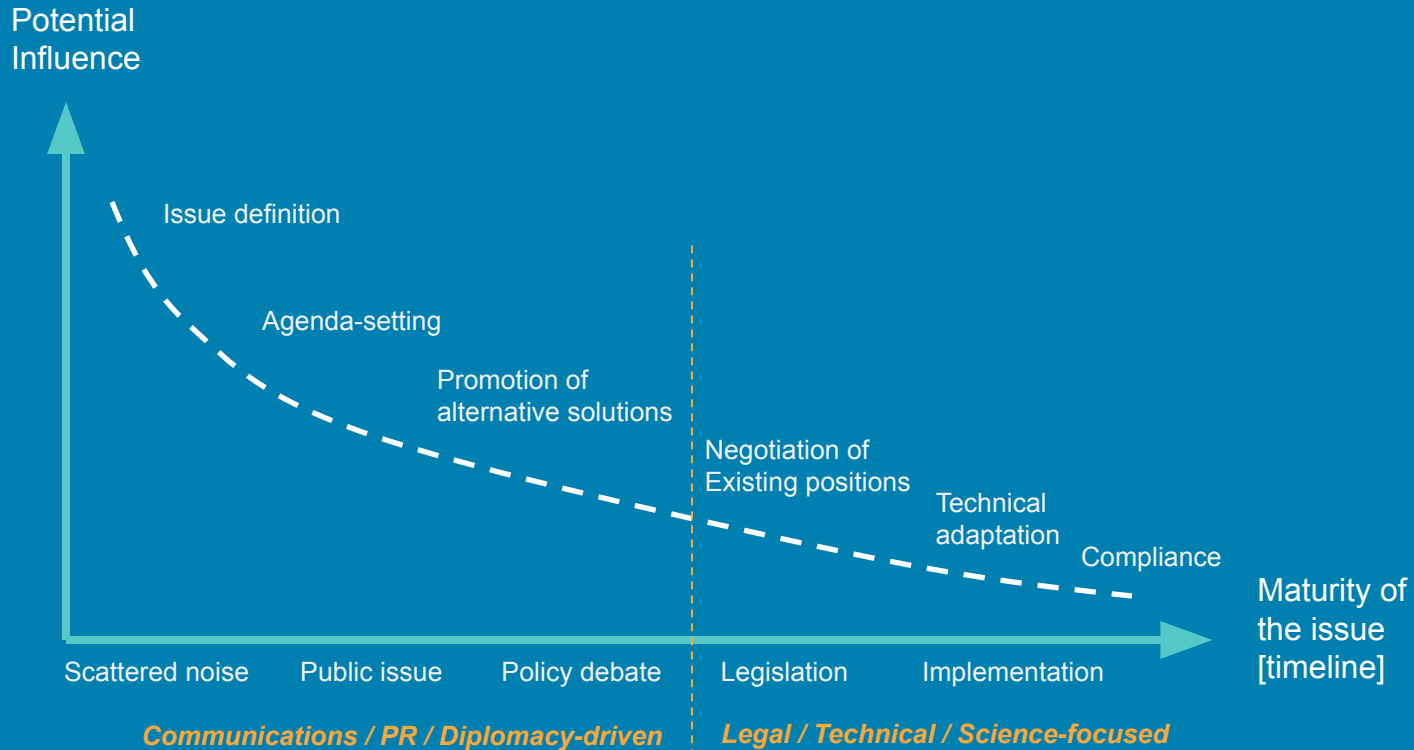 Potential
Influence
Issue definition
Agenda-setting
Promotion of
alternative solutions
Negotiation of
Existing positions
Technical
adaptation
Compliance
Maturity of
the issue
[timeline]
Scattered noise
Public issue
Policy debate
Legislation
Implementation
Communications / PR / Diplomacy-driven
Legal / Technical / Science-focused